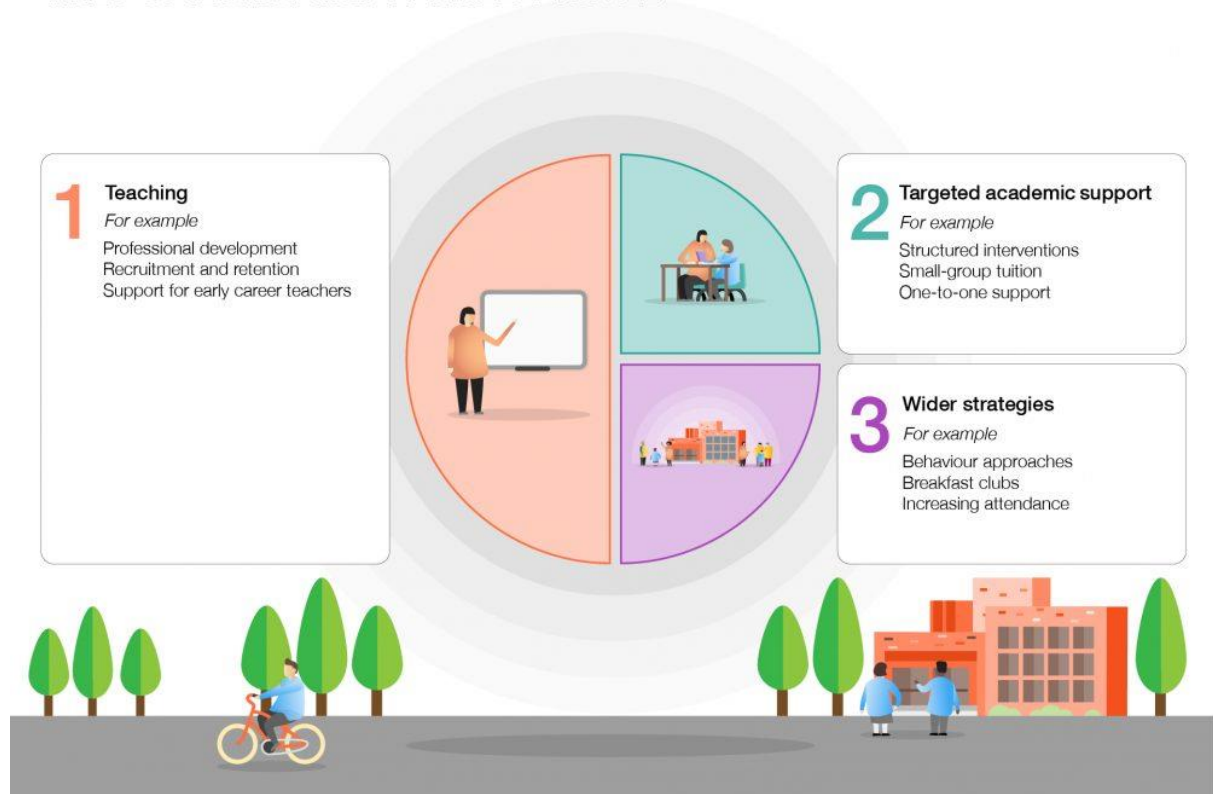 1
Teaching
For example
Professional development
Recruitment and retention
Support for early career teachers
2
Targeted academic support
For example
Structured interventions
Small-group tuition
One-to-one support
3
Wider strategies
For example
Behaviour approaches
Breakfast clubs
Increasing attendance